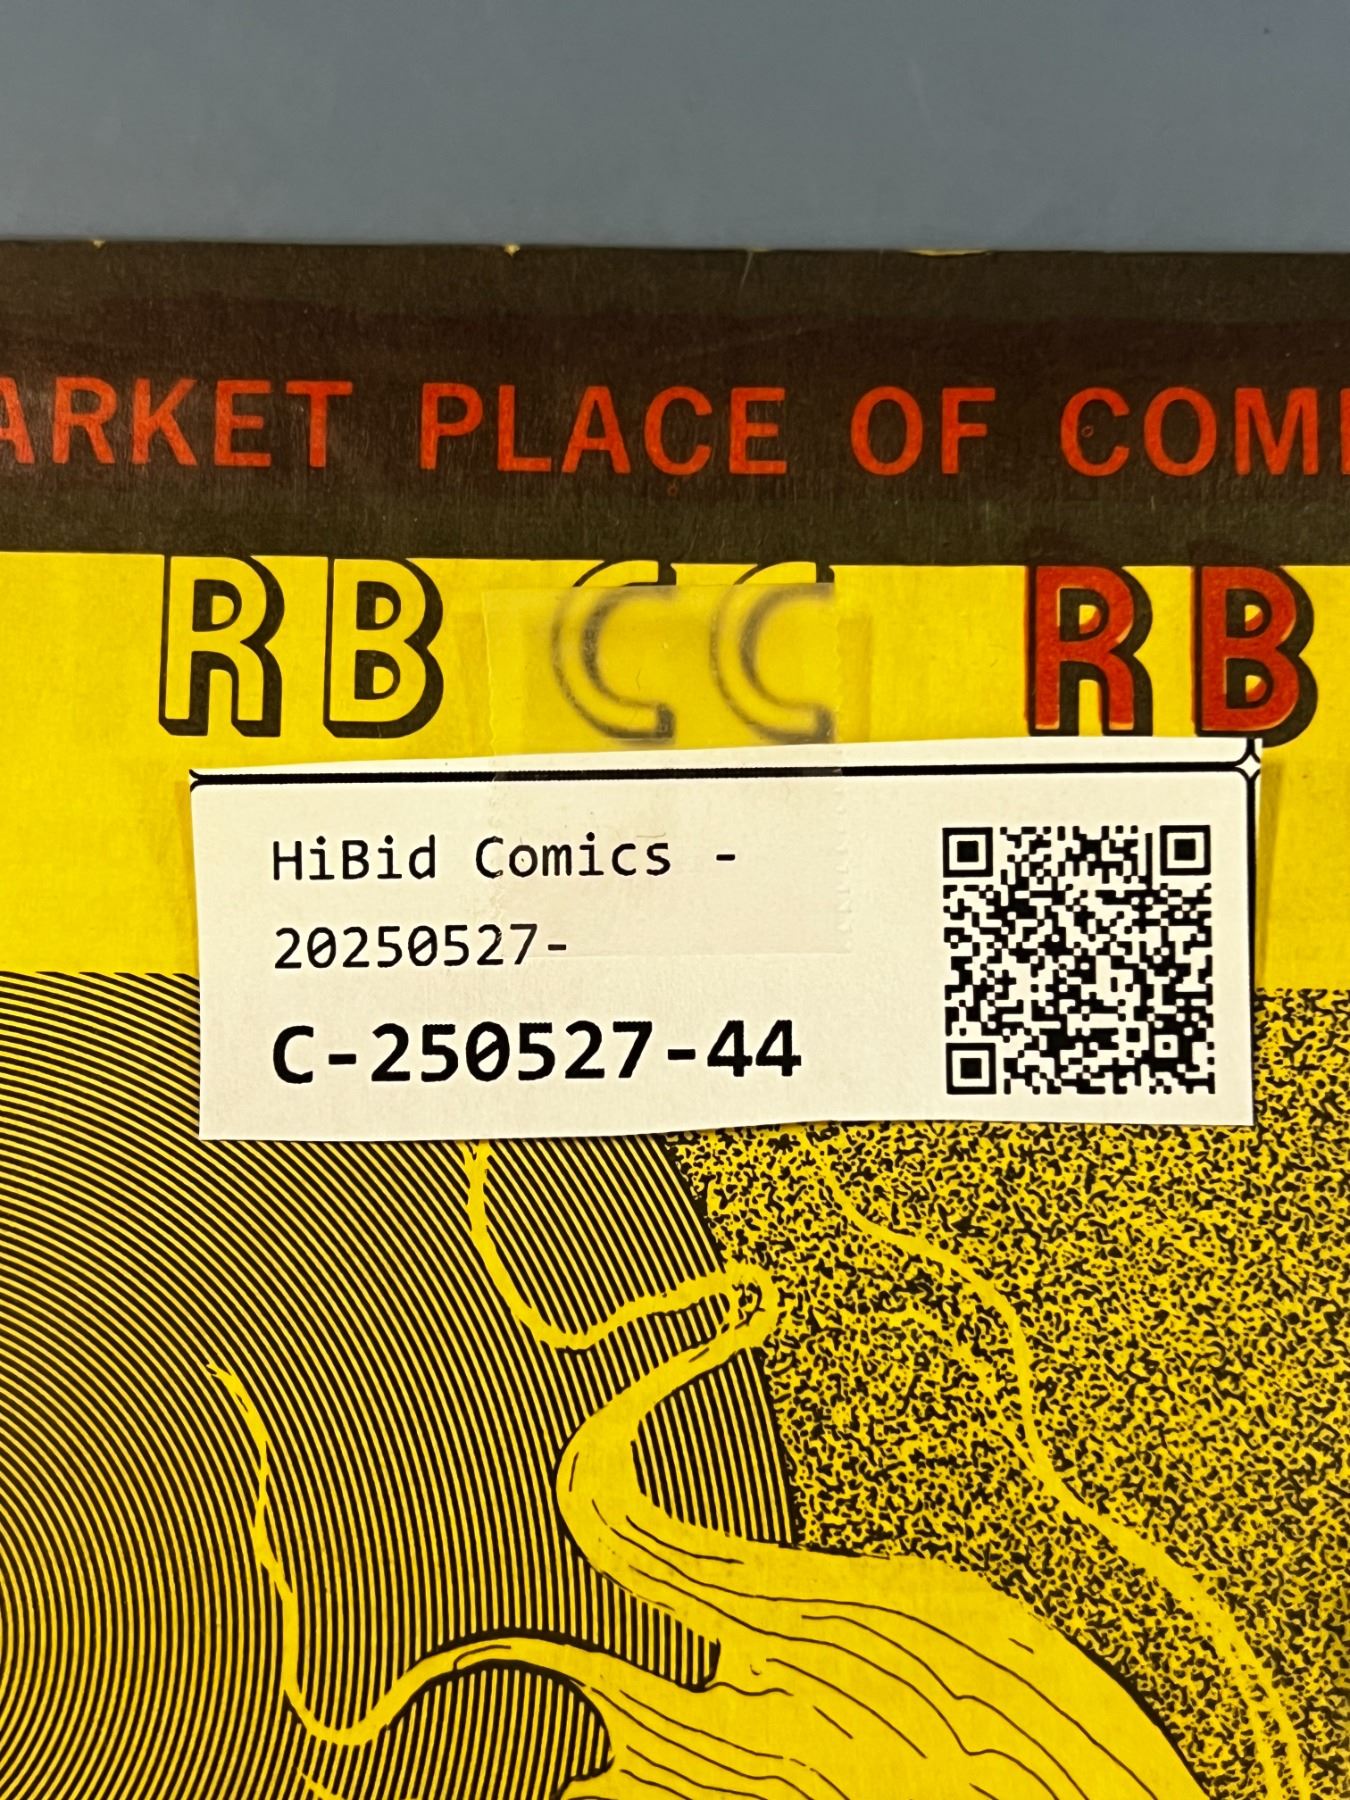 ARKET PLACE OF COM
RB CC RB
HiBid Comics -
20250527-
C-250527-44